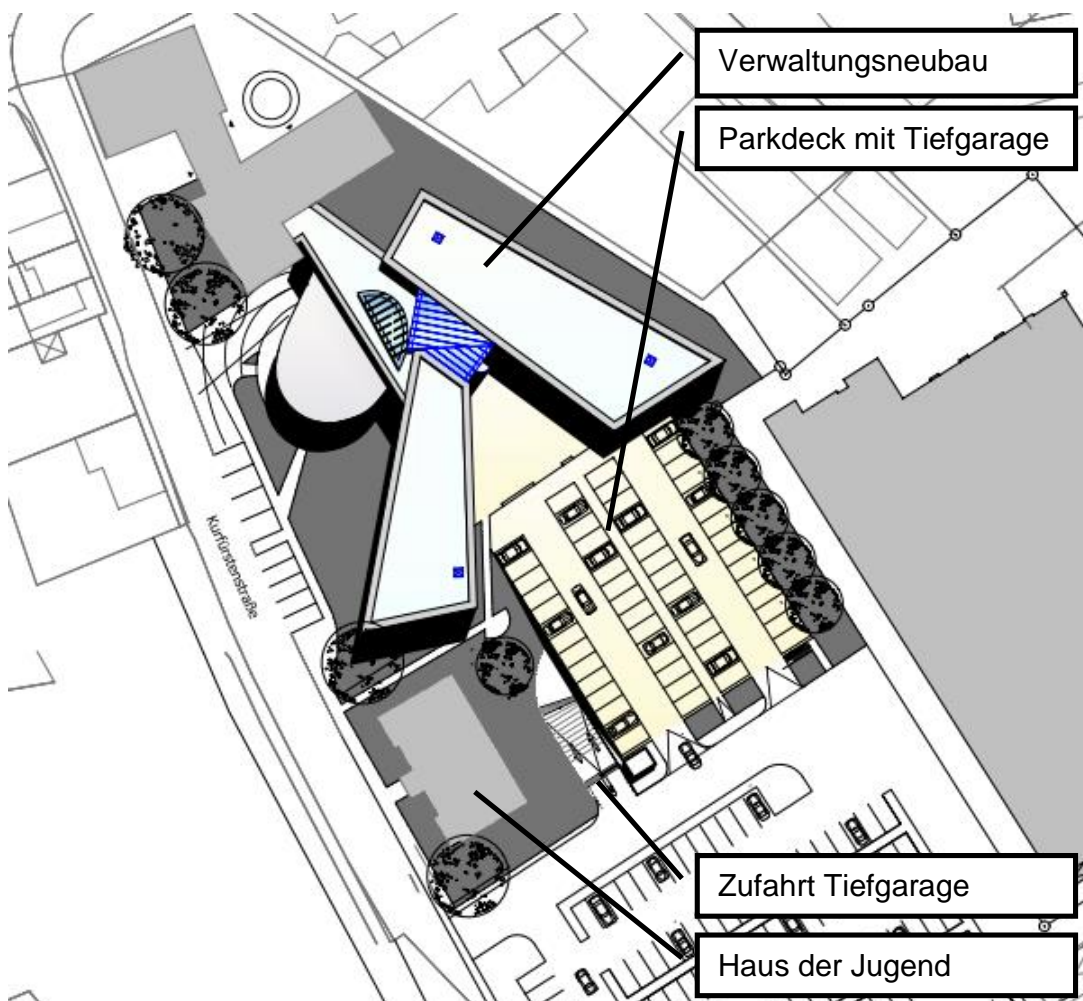 Verwaltungsneubau
Parkdeck mit Tiefgarage
Kurfürstenstraße
Zufahrt Tiefgarage
Haus der Jugend